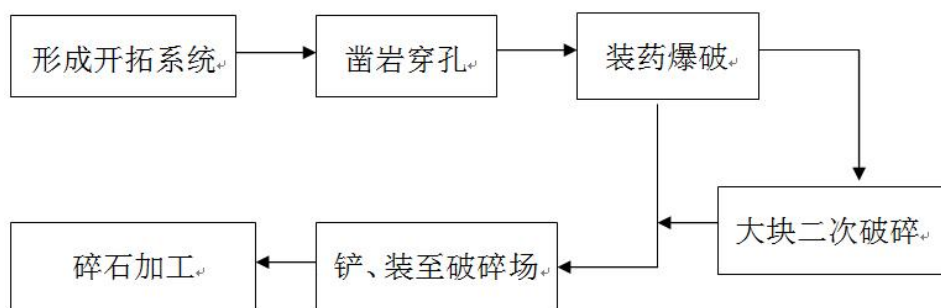 形成开拓系统
凿岩穿孔
装药爆破
大块二次破碎
铲、装至破碎场
碎石加工